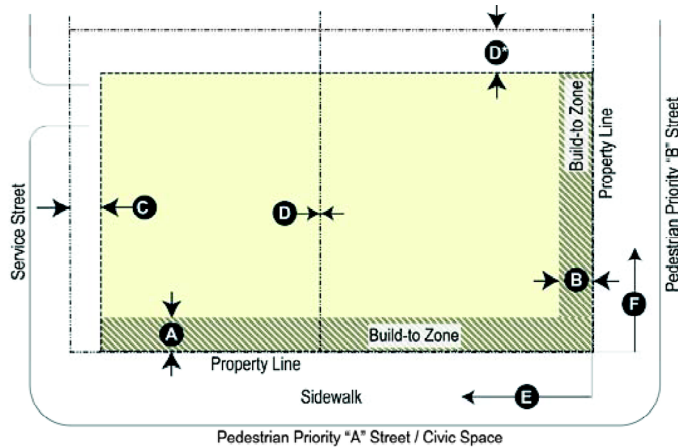 D*
Build-to Zone
Property Line
Pedestrian Priority "B" Street
Service Street
C
D
B
F
A
Build-to Zone
Property Line
Sidewalk
E
Pedestrian Priority "A" Street / Civic Space